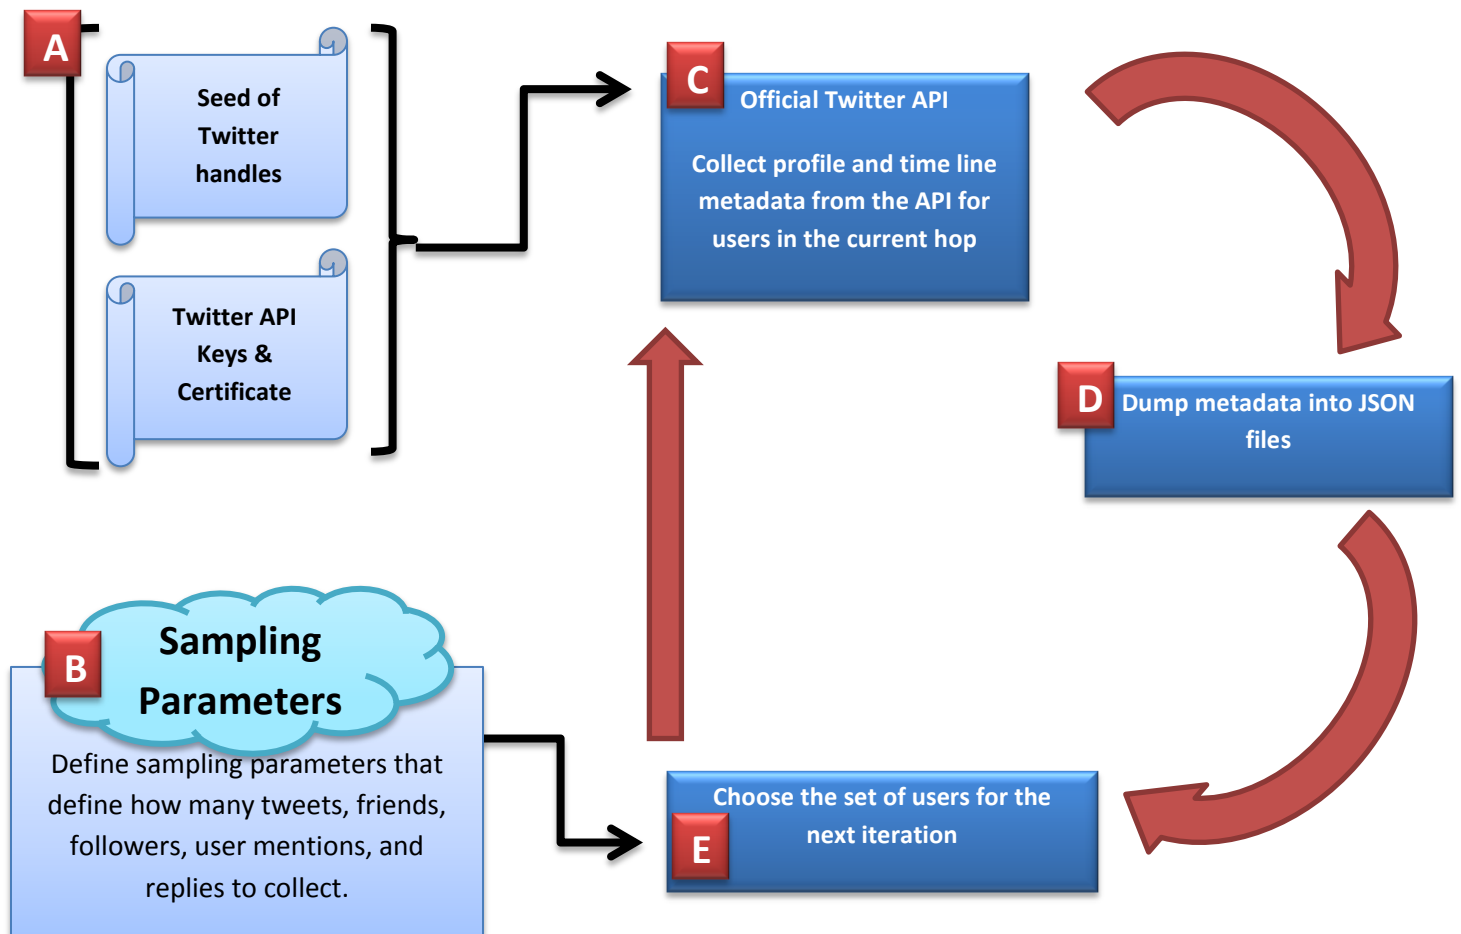 A
Seed of
Twitter
handles
Twitter API
Keys &
Certificate
C
Official Twitter API
Collect profile and time line
metadata from the API for
users in the current hop
D
Dump metadata into JSON
files
B
Sampling
Parameters
Define sampling parameters that
define how many tweets, friends,
followers, user mentions, and
replies to collect.
E
Choose the set of users for the
next iteration